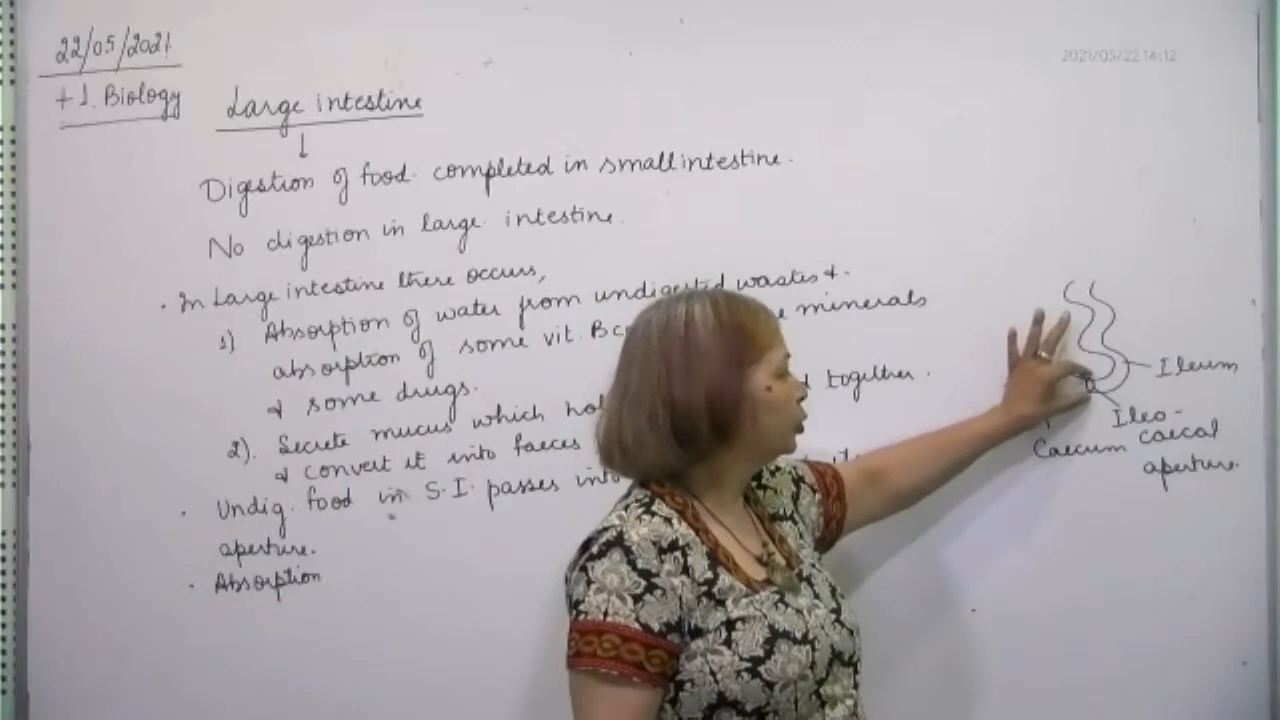 22/05/2021
2021/05/22 14:12
+1. Biology
Large intestine
↓
Digestion of food completed in small intestine.
No digestion in large intestine.
· In Large intestine there occurs,
1) Absorption of water from undigested wastes &
absorption of some vit. B minerals
& some drugs.
2). Secrete mucus which together.
& convert it into faeces
· Undig. food in S.I. passes into
aperture.
· Absorption
Ileum
Ileo-
caecal
aperture.
Caecum